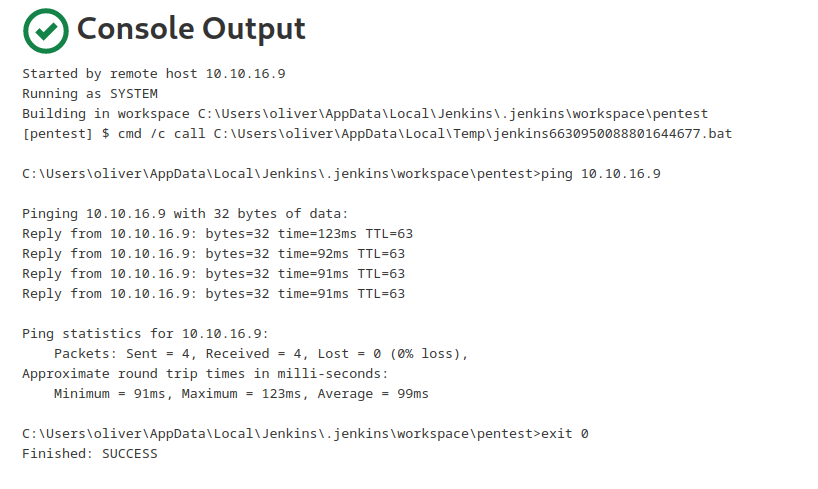 Console Output
Started by remote host 10.10.16.9
Running as SYSTEM
Building in workspace C:\Users\oliver\AppData\Local\Jenkins\.jenkins\workspace\pentest
[pentest] $ cmd /c call C:\Users\oliver\AppData\Local\Temp\jenkins6630950088801644677.bat
C:\Users\oliver\AppData\Local\Jenkins\.jenkins\workspace\pentest>ping 10.10.16.9
Pinging 10.10.16.9 with 32 bytes of data:
Reply from 10.10.16.9: bytes=32 time=123ms TTL=63
Reply from 10.10.16.9: bytes=32 time=92ms TTL=63
Reply from 10.10.16.9: bytes=32 time=91ms TTL=63
Reply from 10.10.16.9: bytes=32 time=91ms TTL=63
Ping statistics for 10.10.16.9:
    Packets: Sent = 4, Received = 4, Lost = 0 (0% loss),
Approximate round trip times in milli-seconds:
    Minimum = 91ms, Maximum = 123ms, Average = 99ms
C:\Users\oliver\AppData\Local\Jenkins\.jenkins\workspace\pentest>exit 0
Finished: SUCCESS